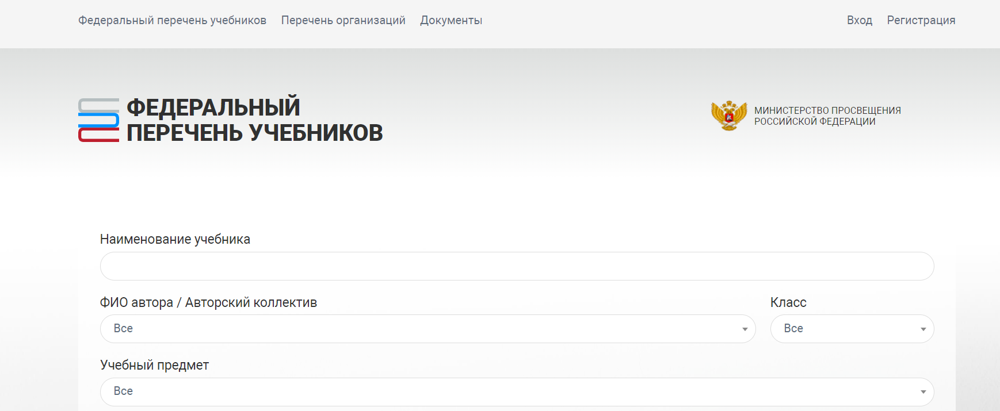 Федеральный перечень учебников Перечень организаций Документы Вход Регистрация
ФЕДЕРАЛЬНЫЙ
ПЕРЕЧЕНЬ УЧЕБНИКОВ
МИНИСТЕРСТВО ПРОСВЕЩЕНИЯ
РОССИЙСКОЙ ФЕДЕРАЦИИ
Наименование учебника
ФИО автора / Авторский коллектив
Все
Класс
Все
Учебный предмет
Все